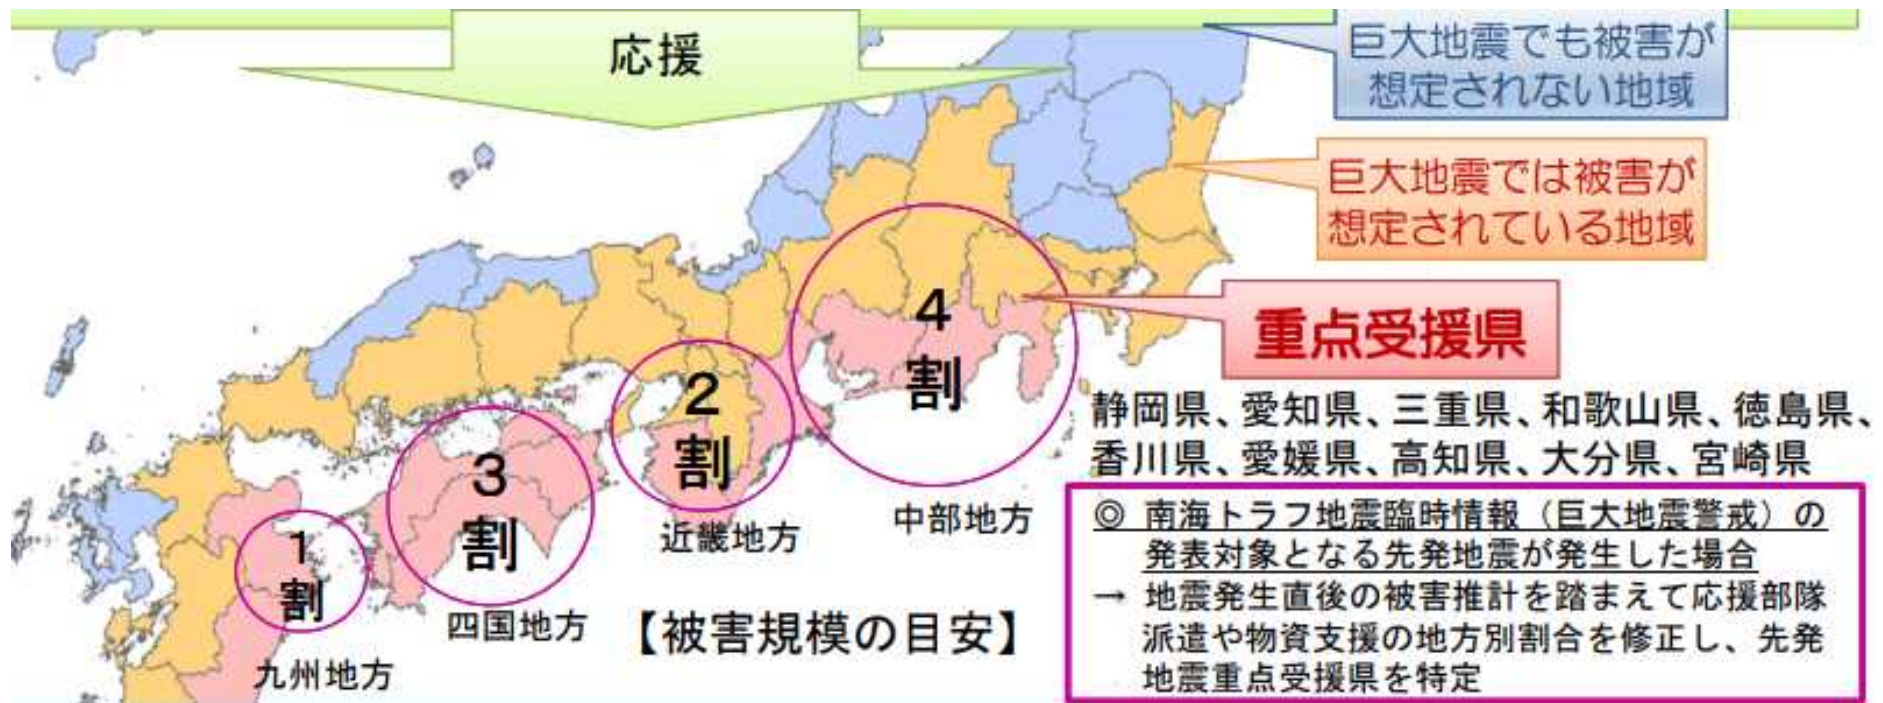 応援
巨大地震でも被害が
想定されない地域
巨大地震では被害が
想定されている地域
重点受援県
静岡県、愛知県、三重県、和歌山県、徳島県、
香川県、愛媛県、高知県、大分県、宮崎県
4
割
2
割
3
割
1
割
中部地方
近畿地方
四国地方
九州地方
【被害規模の目安】
◎ 南海トラフ地震臨時情報（巨大地震警戒）の
発表対象となる先発地震が発生した場合
→ 地震発生直後の被害推計を踏まえて応援部隊
派遣や物資支援の地方別割合を修正し、先発
地震重点受援県を特定